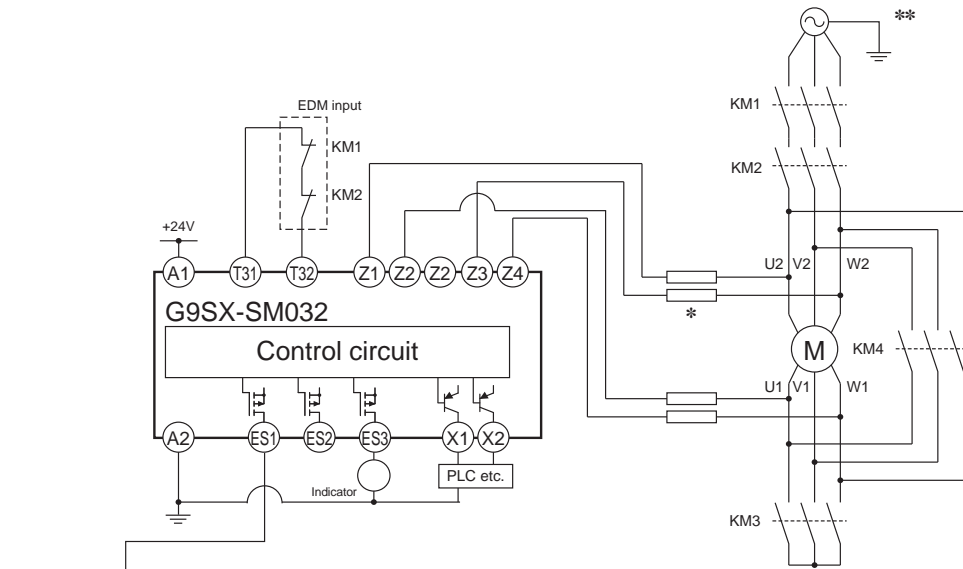 **
KM1
EDM input
KM1
KM2
KM2
+24V
A1
T31
T32
Z1
Z2
Z2
Z3
Z4
U2
V2
W2
G9SX-SM032
*
Control circuit
M
KM4
U1
V1
W1
A2
ES1
ES2
ES3
X1
X2
PLC etc.
Indicator
KM3